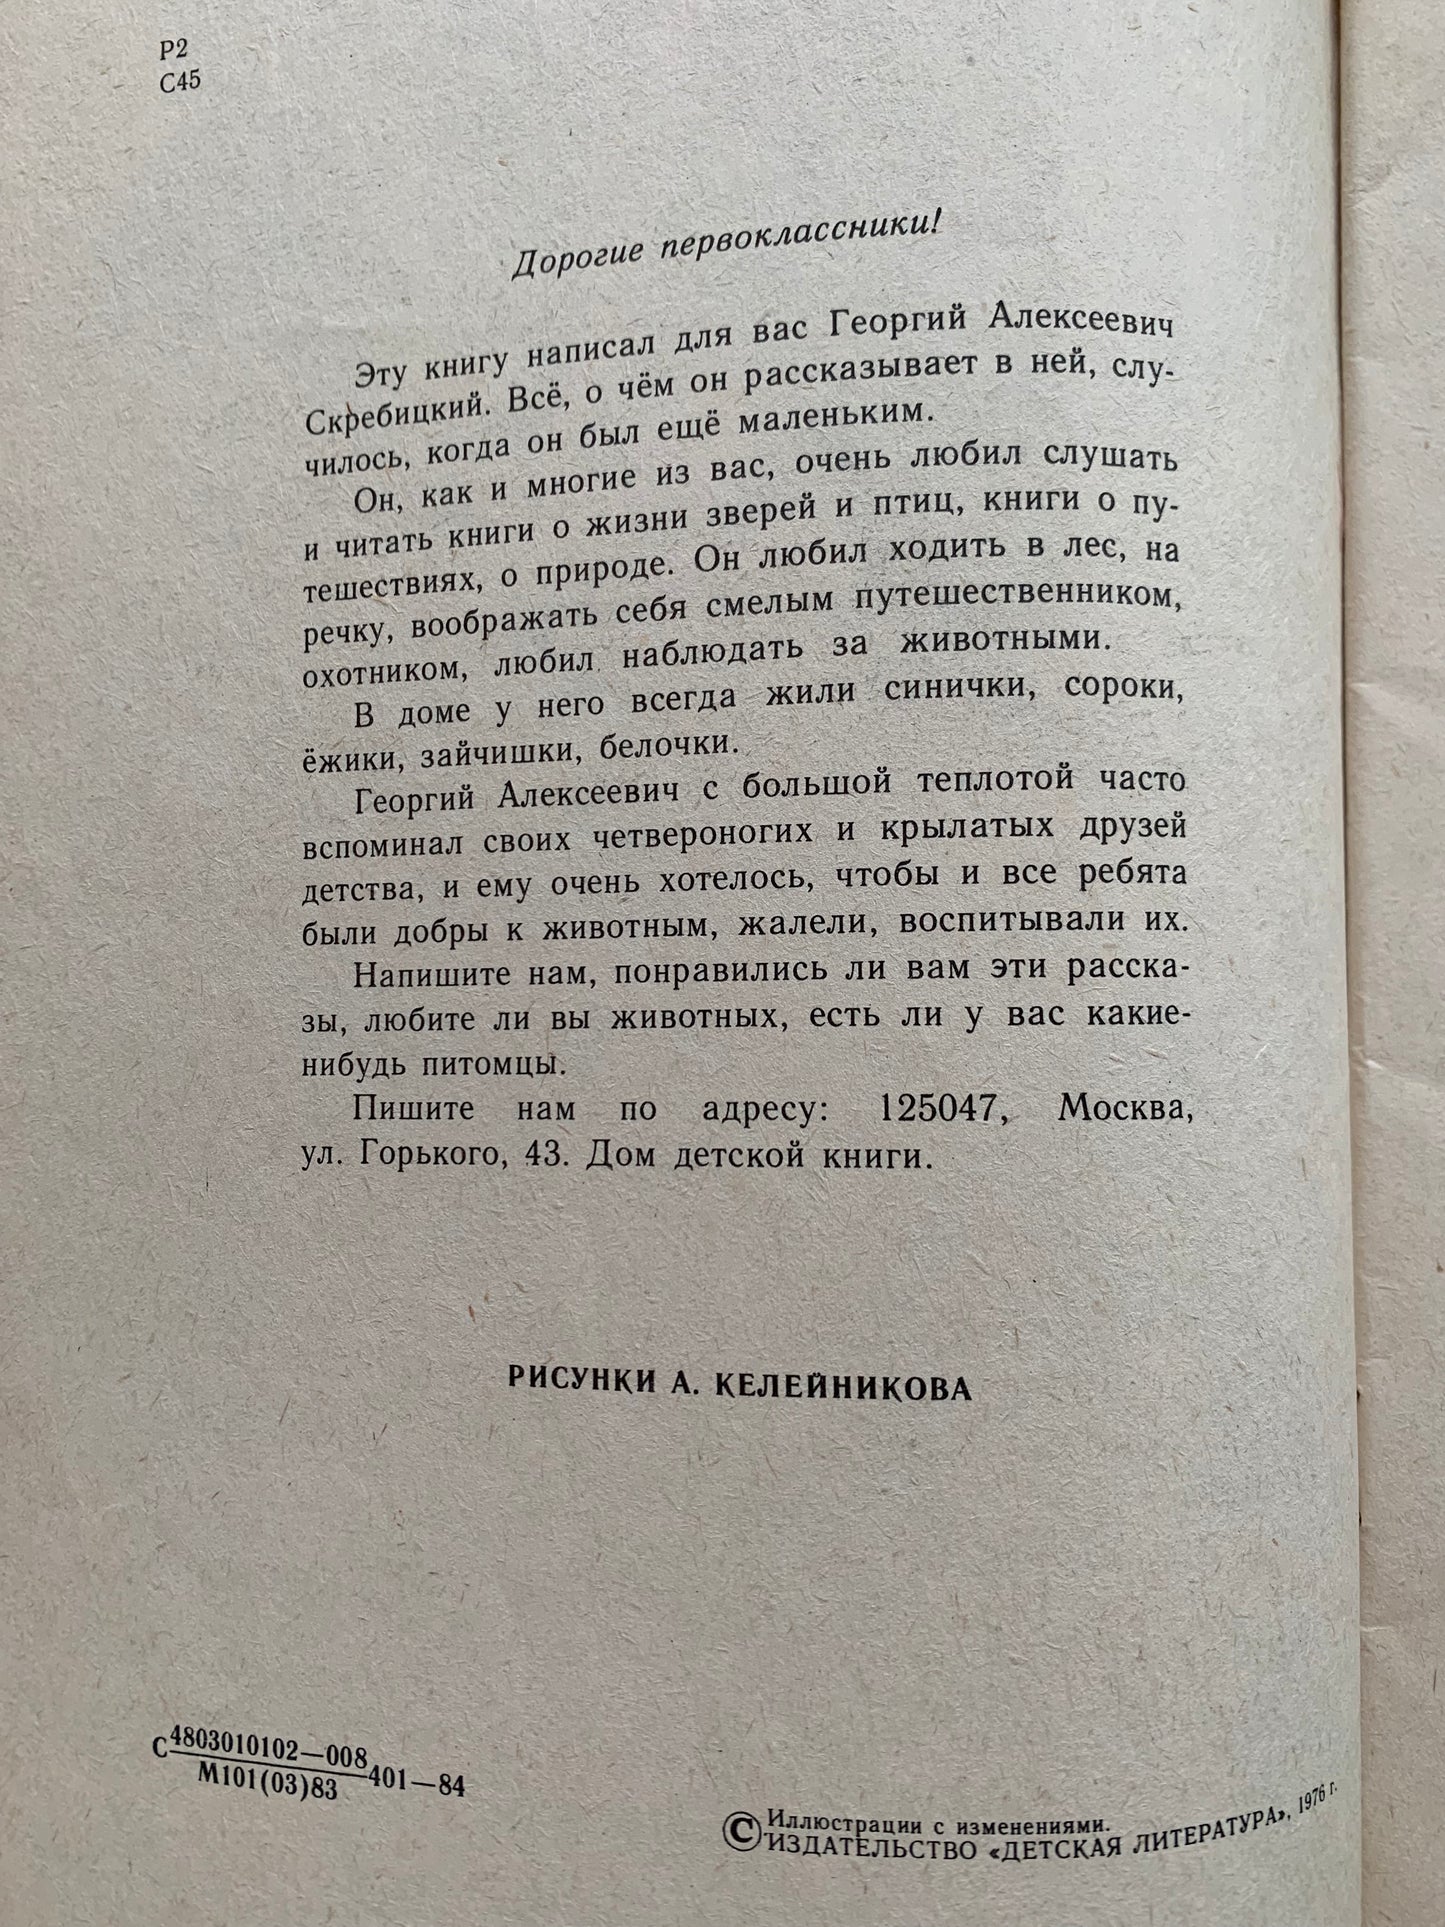 Р2
С45
Дорогие первоклассники!
Эту книгу написал для вас Георгий Алексеевич
Скребицкий. Всё, о чём он рассказывает в ней, слу-
чилось, когда он был ещё маленьким.
Он, как и многие из вас, очень любил слушать
и читать книги о жизни зверей и птиц, книги о пу-
тешествиях, о природе. Он любил ходить в лес, на
речку, воображать себя смелым путешественником,
охотником, любил наблюдать за животными.
В доме у него всегда жили синички, сороки,
ёжики, зайчишки, белочки.
Георгий Алексеевич с большой теплотой часто
вспоминал своих четвероногих и крылатых друзей
детства, и ему очень хотелось, чтобы и все ребята
были добры к животным, жалели, воспитывали их.
Напишите нам, понравились ли вам эти расска-
зы, любите ли вы животных, есть ли у вас какие-
нибудь питомцы.
Пишите нам по адресу: 125047, Москва,
ул. Горького, 43. Дом детской книги.
РИСУНКИ А. КЕЛЕЙНИКОВА
С 4803010102—008 401—84
М101(03)83
© Иллюстрации с изменениями.
ИЗДАТЕЛЬСТВО «ДЕТСКАЯ ЛИТЕРАТУРА», 1976 г.